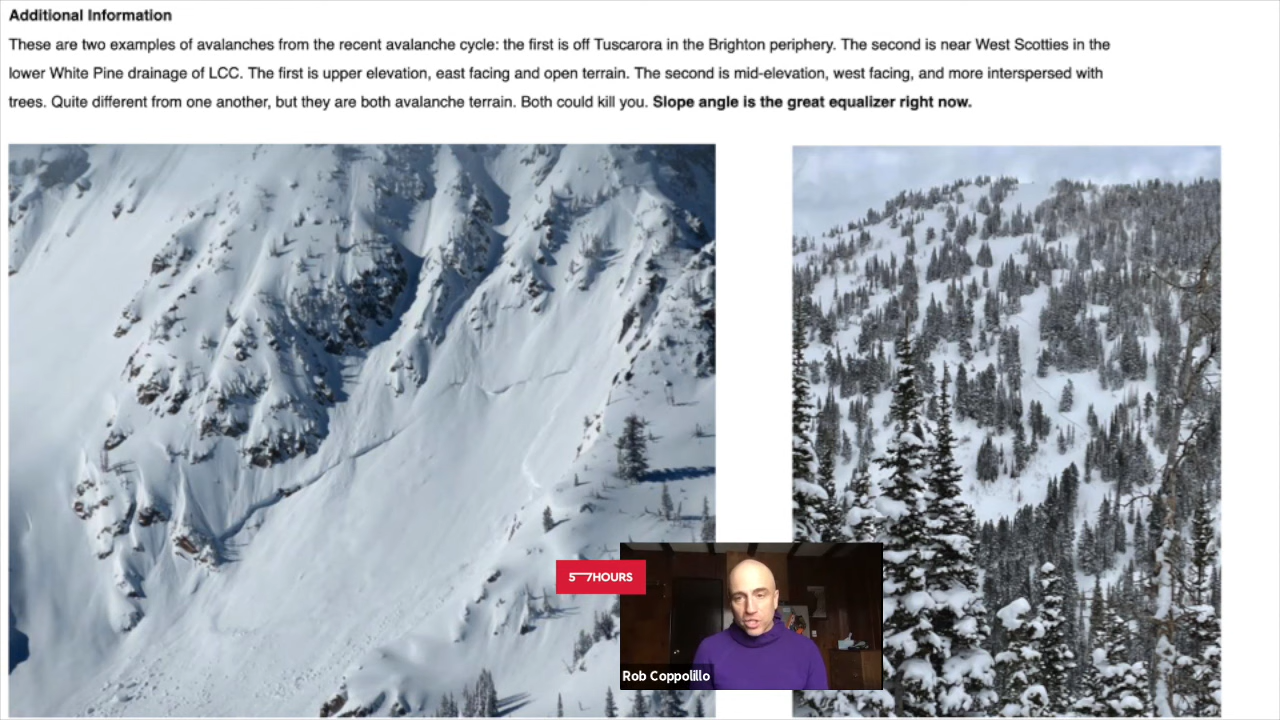 Additional Information
These are two examples of avalanches from the recent avalanche cycle: the first is off Tuscarora in the Brighton periphery. The second is near West Scotties in the
lower White Pine drainage of LCC. The first is upper elevation, east facing and open terrain. The second is mid-elevation, west facing, and more interspersed with
trees. Quite different from one another, but they are both avalanche terrain. Both could kill you. Slope angle is the great equalizer right now.
57HOURS
Rob Coppolillo